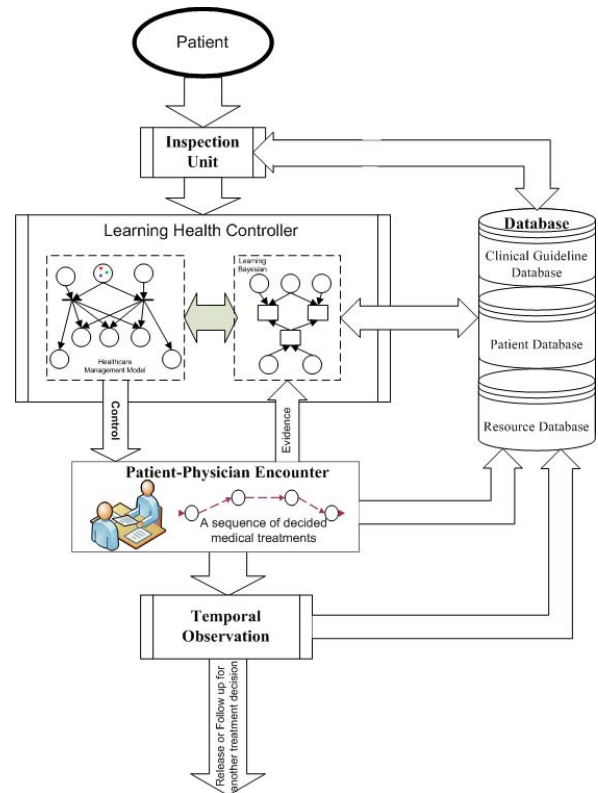 Patient
Inspection
Unit
Learning Health Controller
Learning
Bayesian
Healthcare
Management Model
Database
Clinical Guideline
Database
Patient Database
Resource Database
Control
Evidence
Patient-Physician Encounter
A sequence of decided
medical treatments
Temporal
Observation
Release or Follow up for
another treatment decision